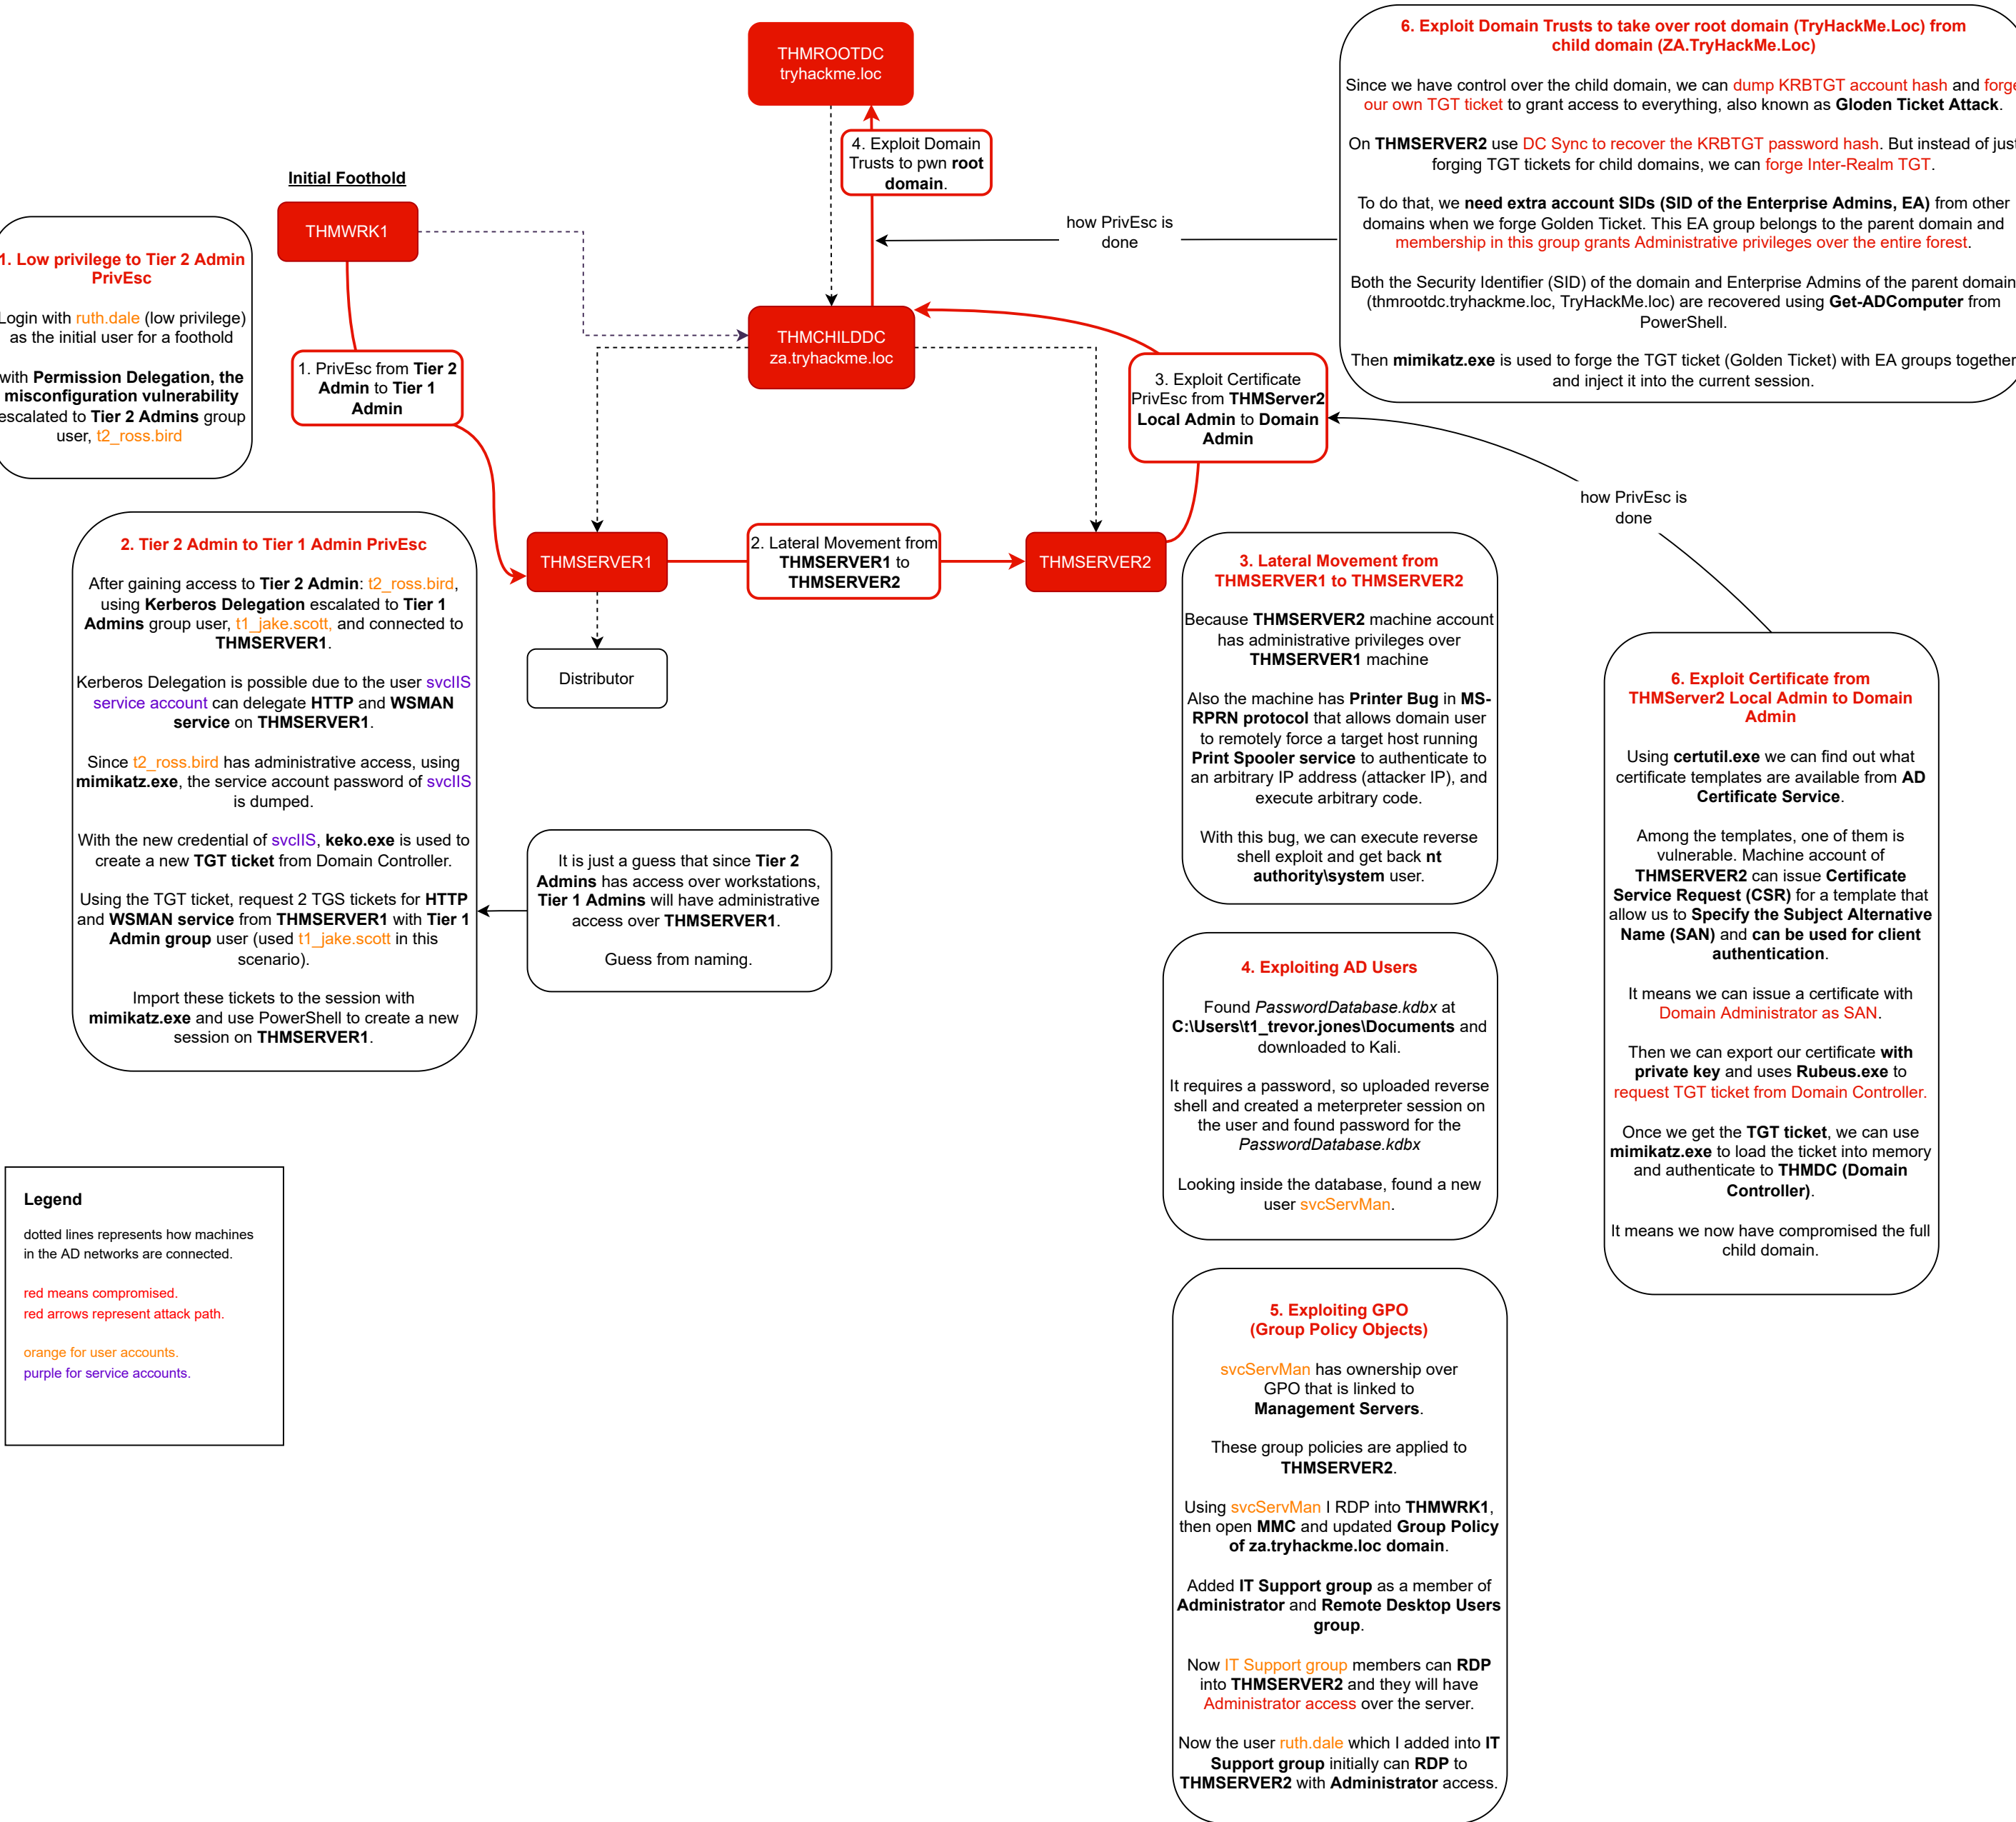 THMROOTDC
tryhackme.loc
4. Exploit Domain
Trusts to pwn root
domain.
Initial Foothold
THMWRK1
1. PrivEsc from Tier 2
Admin to Tier 1
Admin
THMCHILDDC
za.tryhackme.loc
how PrivEsc is
done
3. Exploit Certificate
PrivEsc from THMServer2
Local Admin to Domain
Admin
THMSERVER1
2. Lateral Movement from
THMSERVER1 to
THMSERVER2
THMSERVER2
Distributor
how PrivEsc is
done
1. Low privilege to Tier 2 Admin
PrivEsc
Login with ruth.dale (low privilege)
as the initial user for a foothold
with Permission Delegation, the
misconfiguration vulnerability
escalated to Tier 2 Admins group
user, t2_ross.bird
2. Tier 2 Admin to Tier 1 Admin PrivEsc
After gaining access to Tier 2 Admin: t2_ross.bird,
using Kerberos Delegation escalated to Tier 1
Admins group user, t1_jake.scott, and connected to
THMSERVER1.
Kerberos Delegation is possible due to the user svcIIS
service account can delegate HTTP and WSMAN
service on THMSERVER1.
Since t2_ross.bird has administrative access, using
mimikatz.exe, the service account password of svcIIS
is dumped.
With the new credential of svcIIS, keko.exe is used to
create a new TGT ticket from Domain Controller.
Using the TGT ticket, request 2 TGS tickets for HTTP
and WSMAN service from THMSERVER1 with Tier 1
Admin group user (used t1_jake.scott in this
scenario).
Import these tickets to the session with
mimikatz.exe and use PowerShell to create a new
session on THMSERVER1.
It is just a guess that since Tier 2
Admins has access over workstations,
Tier 1 Admins will have administrative
access over THMSERVER1.
Guess from naming.
3. Lateral Movement from
THMSERVER1 to THMSERVER2
Because THMSERVER2 machine account
has administrative privileges over
THMSERVER1 machine
Also the machine has Printer Bug in MS-
RPRN protocol that allows domain user
to remotely force a target host running
Print Spooler service to authenticate to
an arbitrary IP address (attacker IP), and
execute arbitrary code.
With this bug, we can execute reverse
shell exploit and get back nt
authority\system user.
4. Exploiting AD Users
Found PasswordDatabase.kdbx at
C:\Users\t1_trevor.jones\Documents and
downloaded to Kali.
It requires a password, so uploaded reverse
shell and created a meterpreter session on
the user and found password for the
PasswordDatabase.kdbx
Looking inside the database, found a new
user svcServMan.
5. Exploiting GPO
(Group Policy Objects)
svcServMan has ownership over
GPO that is linked to
Management Servers.
These group policies are applied to
THMSERVER2.
Using svcServMan I RDP into THMWRK1,
then open MMC and updated Group Policy
of za.tryhackme.loc domain.
Added IT Support group as a member of
Administrator and Remote Desktop Users
group.
Now IT Support group members can RDP
into THMSERVER2 and they will have
Administrator access over the server.
Now the user ruth.dale which I added into IT
Support group initially can RDP to
THMSERVER2 with Administrator access.
6. Exploit Certificate from
THMServer2 Local Admin to Domain
Admin
Using certutil.exe we can find out what
certificate templates are available from AD
Certificate Service.
Among the templates, one of them is
vulnerable. Machine account of
THMSERVER2 can issue Certificate
Service Request (CSR) for a template that
allow us to Specify the Subject Alternative
Name (SAN) and can be used for client
authentication.
It means we can issue a certificate with
Domain Administrator as SAN.
Then we can export our certificate with
private key and uses Rubeus.exe to
request TGT ticket from Domain Controller.
Once we get the TGT ticket, we can use
mimikatz.exe to load the ticket into memory
and authenticate to THMDC (Domain
Controller).
It means we now have compromised the full
child domain.
6. Exploit Domain Trusts to take over root domain (TryHackMe.Loc) from
child domain (ZA.TryHackMe.Loc)
Since we have control over the child domain, we can dump KRBTGT account hash and forge
our own TGT ticket to grant access to everything, also known as Gloden Ticket Attack.
On THMSERVER2 use DC Sync to recover the KRBTGT password hash. But instead of just
forging TGT tickets for child domains, we can forge Inter-Realm TGT.
To do that, we need extra account SIDs (SID of the Enterprise Admins, EA) from other
domains when we forge Golden Ticket. This EA group belongs to the parent domain and
membership in this group grants Administrative privileges over the entire forest.
Both the Security Identifier (SID) of the domain and Enterprise Admins of the parent domain
(thmrootdc.tryhackme.loc, TryHackMe.loc) are recovered using Get-ADComputer from
PowerShell.
Then mimikatz.exe is used to forge the TGT ticket (Golden Ticket) with EA groups together
and inject it into the current session.
Legend
dotted lines represents how machines
in the AD networks are connected.
red means compromised.
red arrows represent attack path.
orange for user accounts.
purple for service accounts.